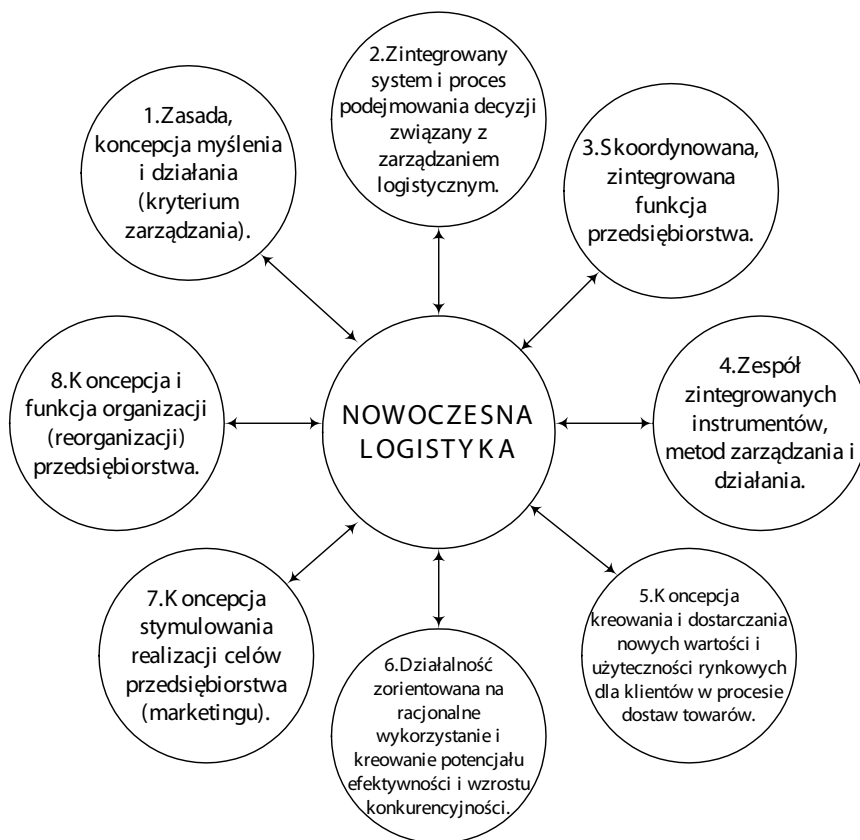 1.Zasada,
koncepcja myślenia
i działania
(kryterium
zarządzania).
2.Zintegrowany
system i proces
podejmowania decyzji
związany z
zarządzaniem
logistycznym.
3.Skoordynowana,
zintegrowana
funkcja
przedsiębiorstwa.
4.Zespół
zintegrowanych
instrumentów,
metod zarządzania i
działania.
5.K oncepcja
kreowania i dostarczania
nowych wartości i
użyteczności rynkowych
dla klientów w procesie
dostaw towarów.
6.Działalność
zorientowana na
racjonalne
wykorzystanie i
kreowanie potencjału
efektywności i wzrostu
konkurencyjności.
7.K oncepcja
stymulowania
realizacji celów
przedsiębiorstwa
(marketingu).
8.K oncepcja i
funkcja organizacji
(reorganizacji)
przedsiębiorstwa.
NOWOCZESNA
LOGISTYKA